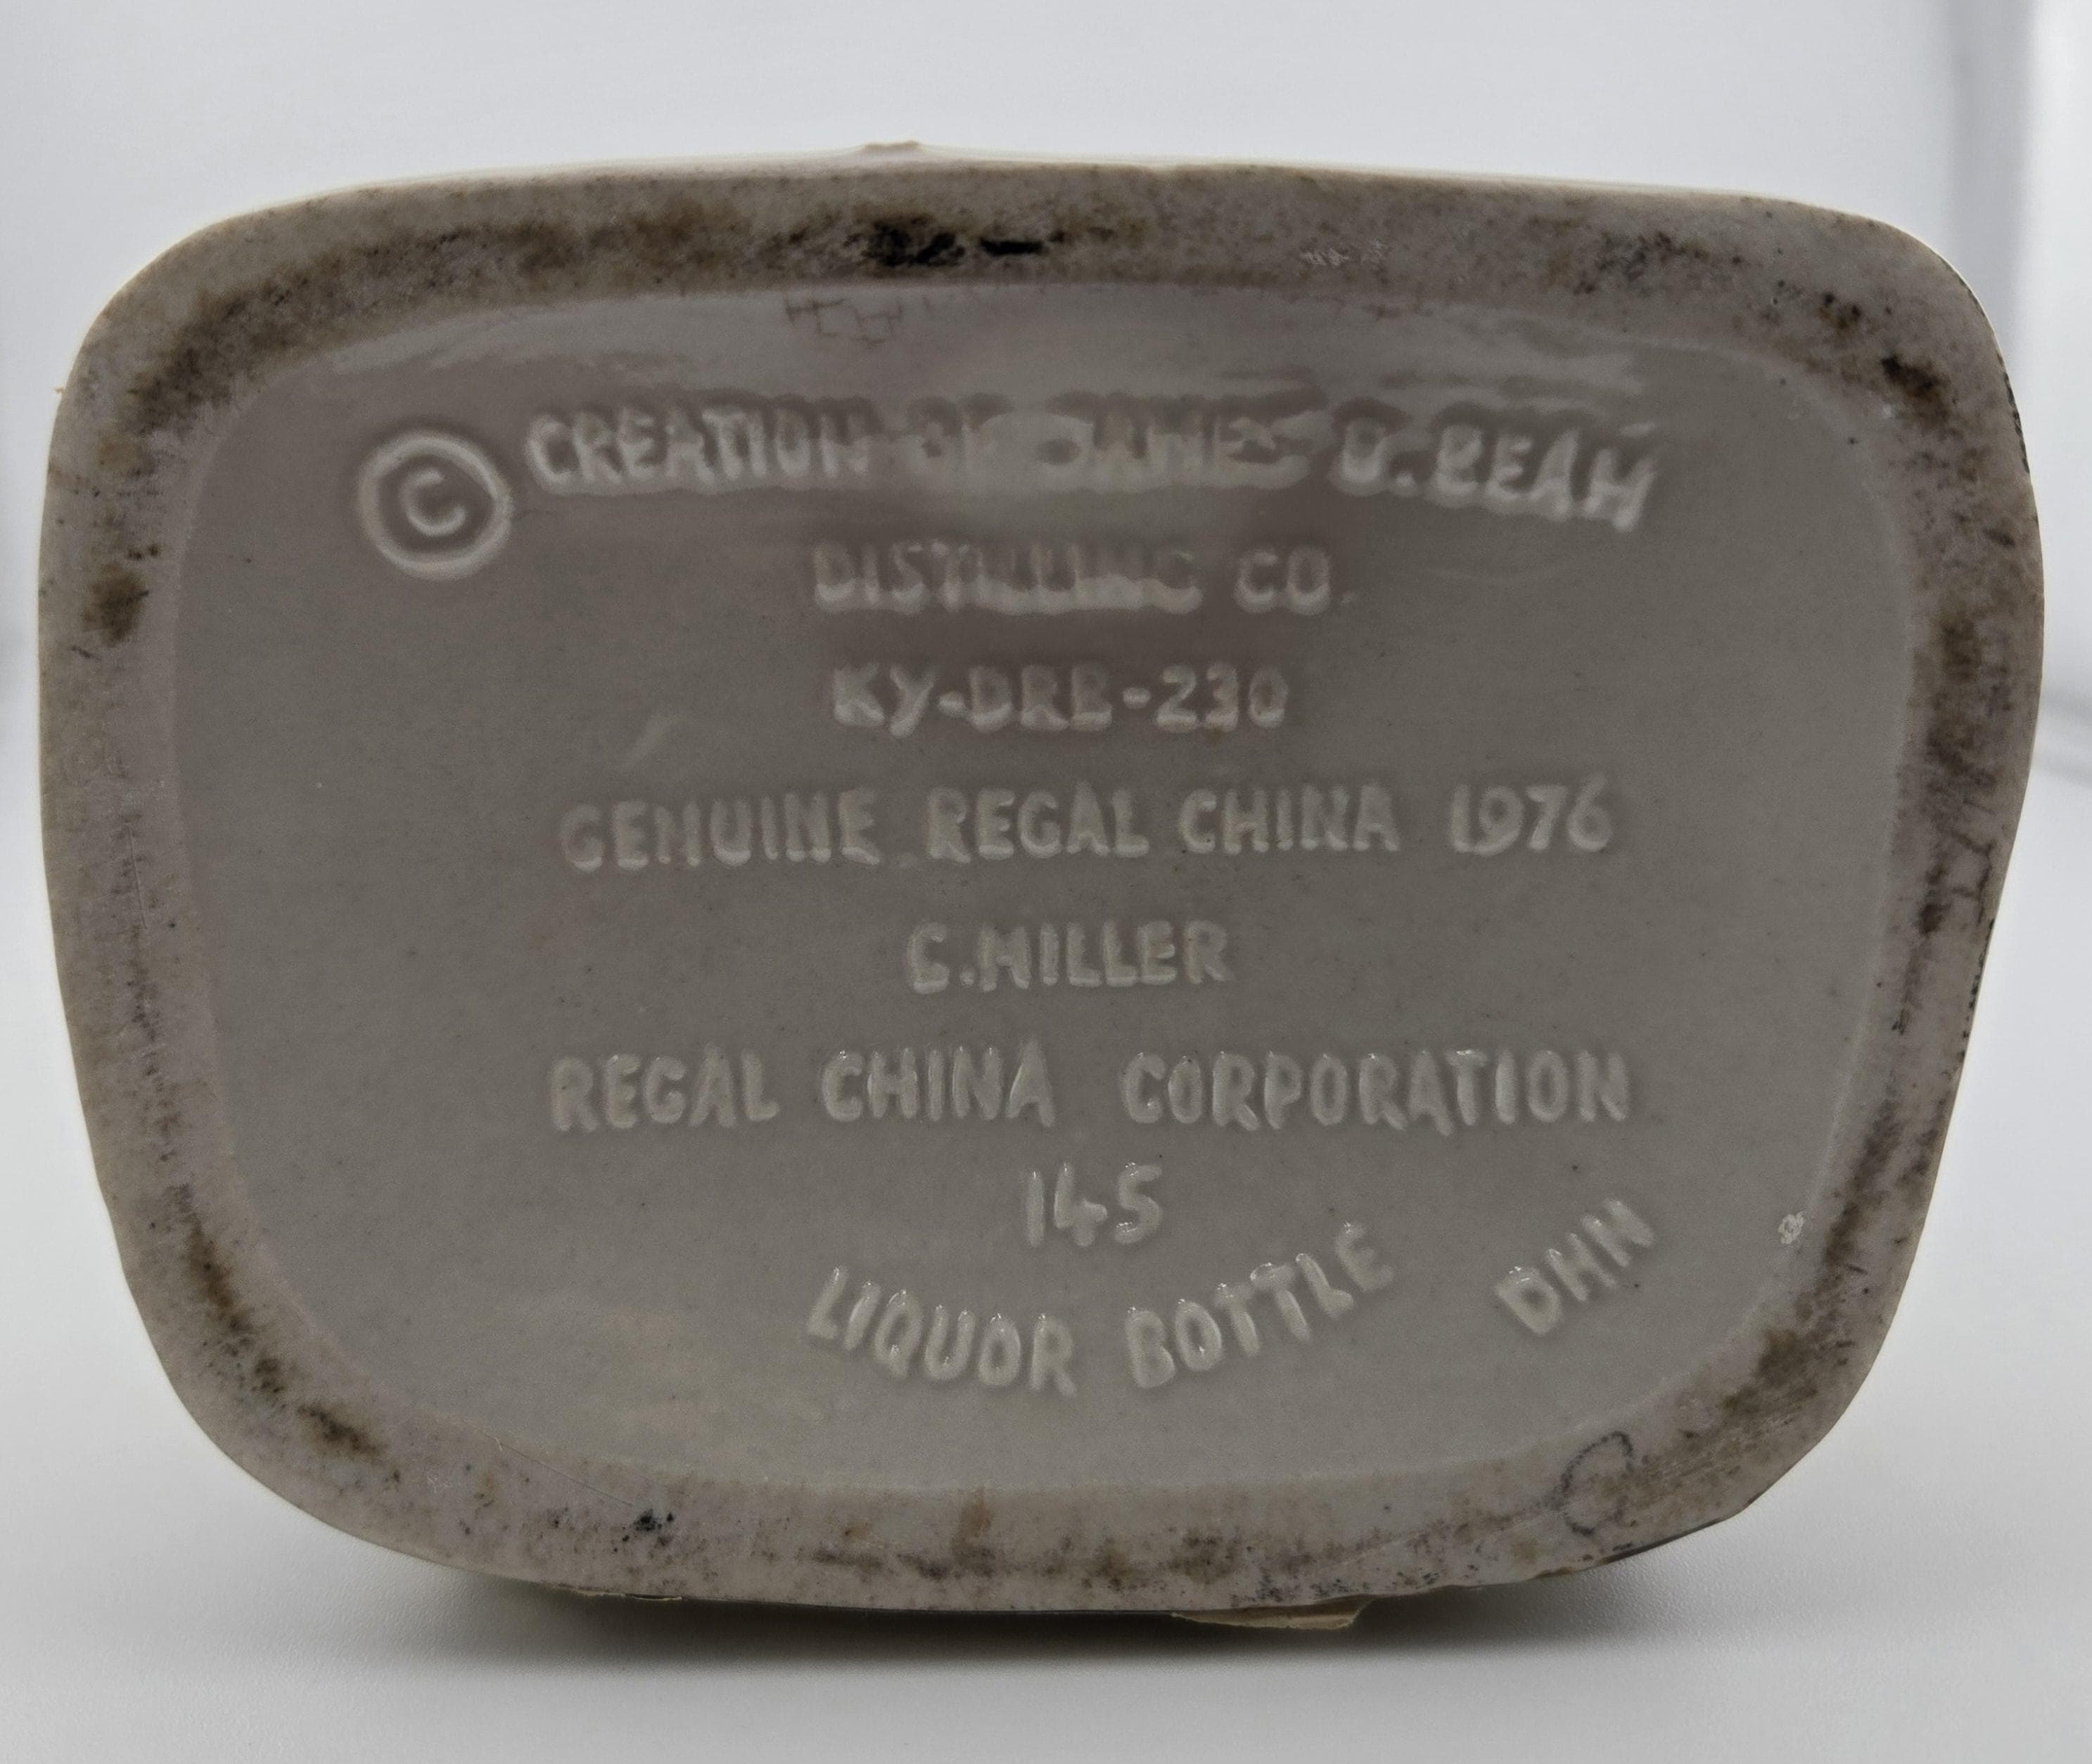 © CREATION OF JAMES B. BEAM
DISTILLING CO.
KY-DRB-230
GENUINE REGAL CHINA 1976
C. MILLER
REGAL CHINA CORPORATION
145
LIQUOR BOTTLE
DHN